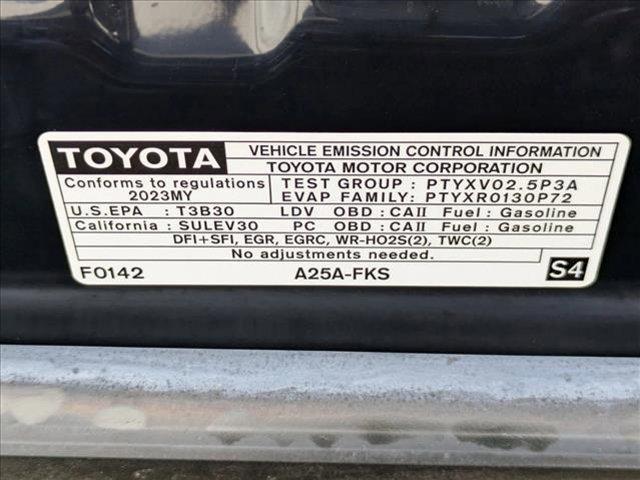 TOYOTA
VEHICLE EMISSION CONTROL INFORMATION
TOYOTA MOTOR CORPORATION
Conforms to regulations
2023MY
TEST GROUP : PTYXV02.5P3A
EVAP FAMILY: PTYXR0130P72
U.S.EPA : T3B30 LDV OBD : CAII Fuel : Gasoline
California : SULEV30 PC OBD : CAII Fuel : Gasoline
DFI+SFI, EGR, EGRC, WR-HO2S(2), TWC(2)
No adjustments needed.
F0142 A25A-FKS S4